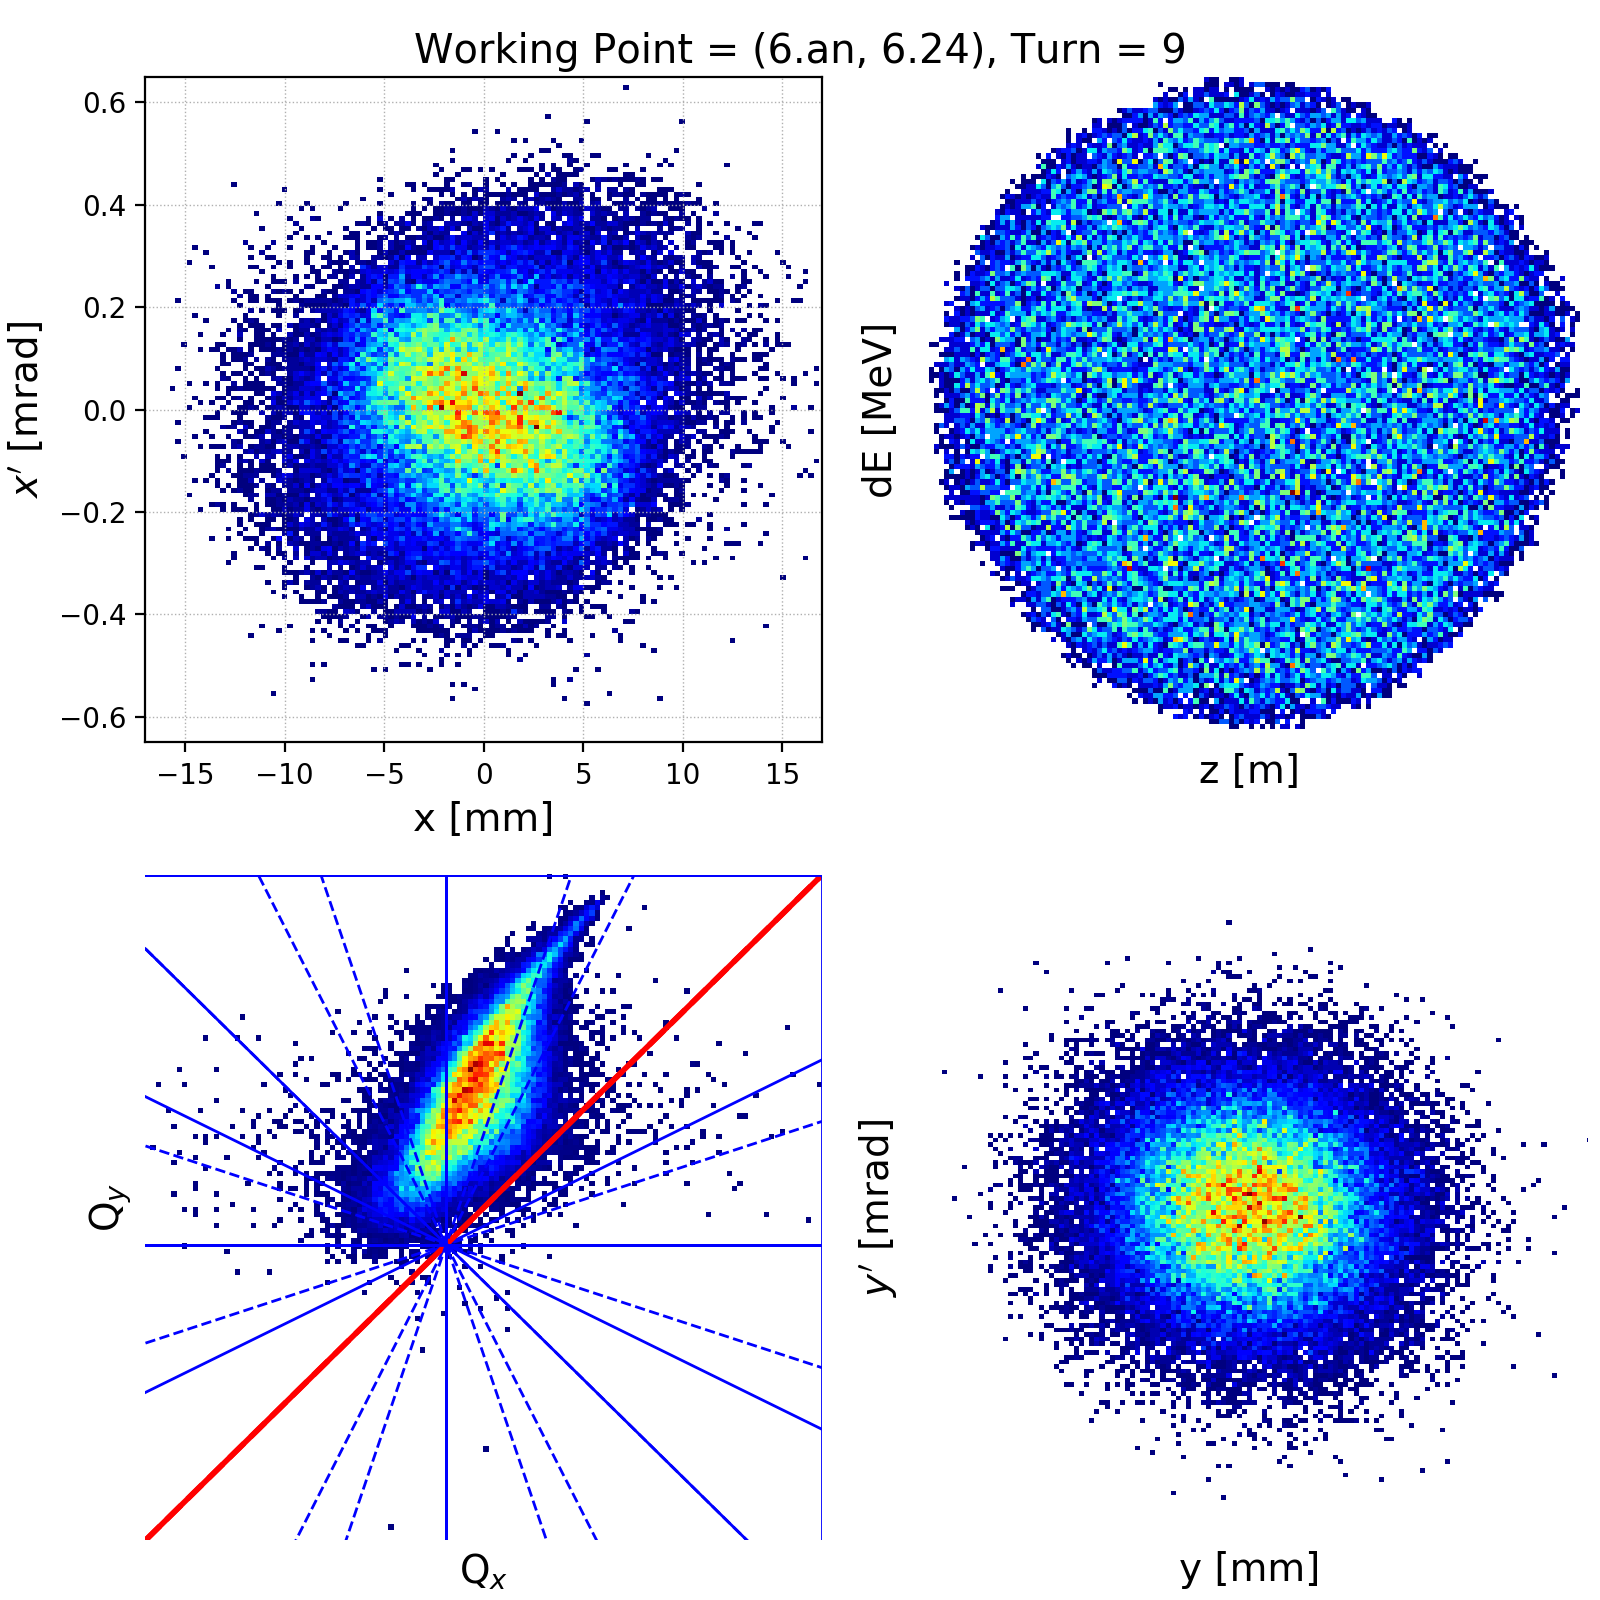 Working Point = (6.an, 6.24), Turn = 9
0.6
0.4
0.2
0.0
−0.2
−0.4
−0.6
x′ [mrad]
−15 −10 −5 0 5 10 15
x [mm]
dE [MeV]
z [m]
Qy
Qx
y′ [mrad]
y [mm]